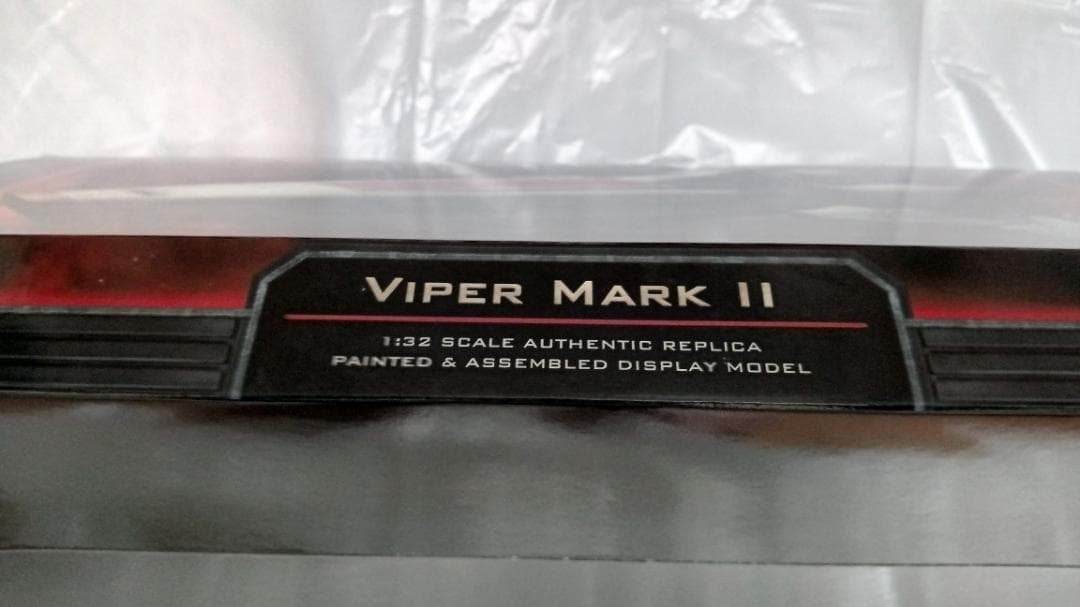 VIPER MARK II
1:32 SCALE AUTHENTIC REPLICA
PAINTED & ASSEMBLED DISPLAY MODEL